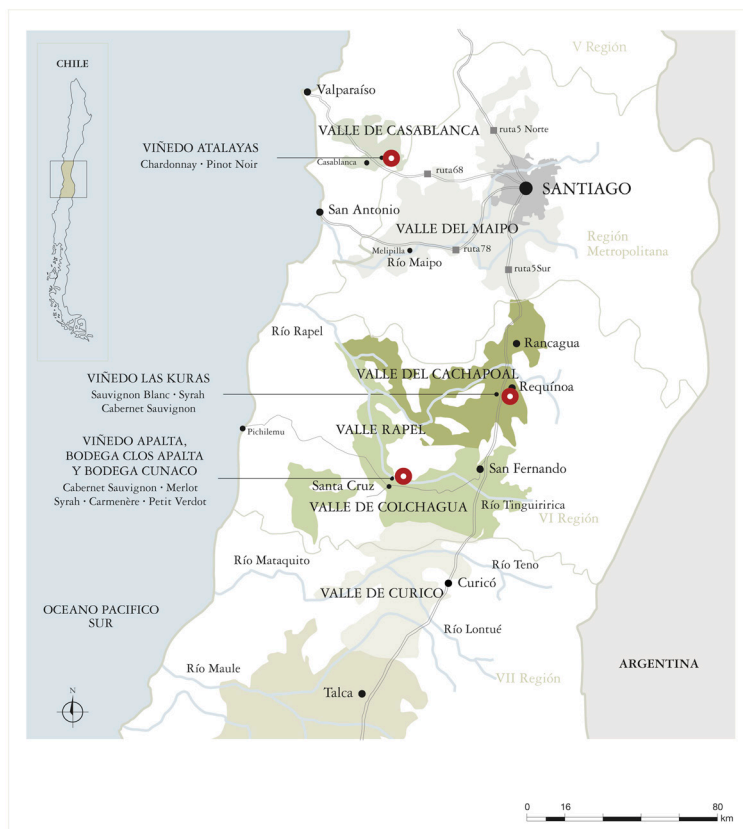 CHILE
V Región
Valparaíso
VALLE DE CASABLANCA
ruta5 Norte
VIÑEDO ATALAYAS
Chardonnay • Pinot Noir
Casablanca
ruta68
SANTIAGO
San Antonio
VALLE DEL MAIPO
Región
Metropolitana
Melipilla
ruta78
Río Maipo
ruta5Sur
Río Rapel
Rancagua
VALLE DEL CACHAPOAL
VIÑEDO LAS KURAS
Sauvignon Blanc • Syrah
Cabernet Sauvignon
Requínoa
Pichilemu
VALLE RAPEL
VIÑEDO APALTA,
BODEGA CLOS APALTA
Y BODEGA CUNACO
Cabernet Sauvignon • Merlot
Syrah • Carmenère • Petit Verdot
San Fernando
Santa Cruz
VALLE DE COLCHAGUA
Río Tinguiririca
VI Región
Río Mataquito
Río Teno
VALLE DE CURICO
Curicó
OCEANO PACIFICO
SUR
Río Lontué
Río Maule
VII Región
ARGENTINA
Talca
N
0 16 80
km